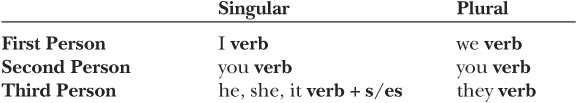 Singular Plural
First Person I verb we verb
Second Person you verb you verb
Third Person he, she, it verb + s/es they verb